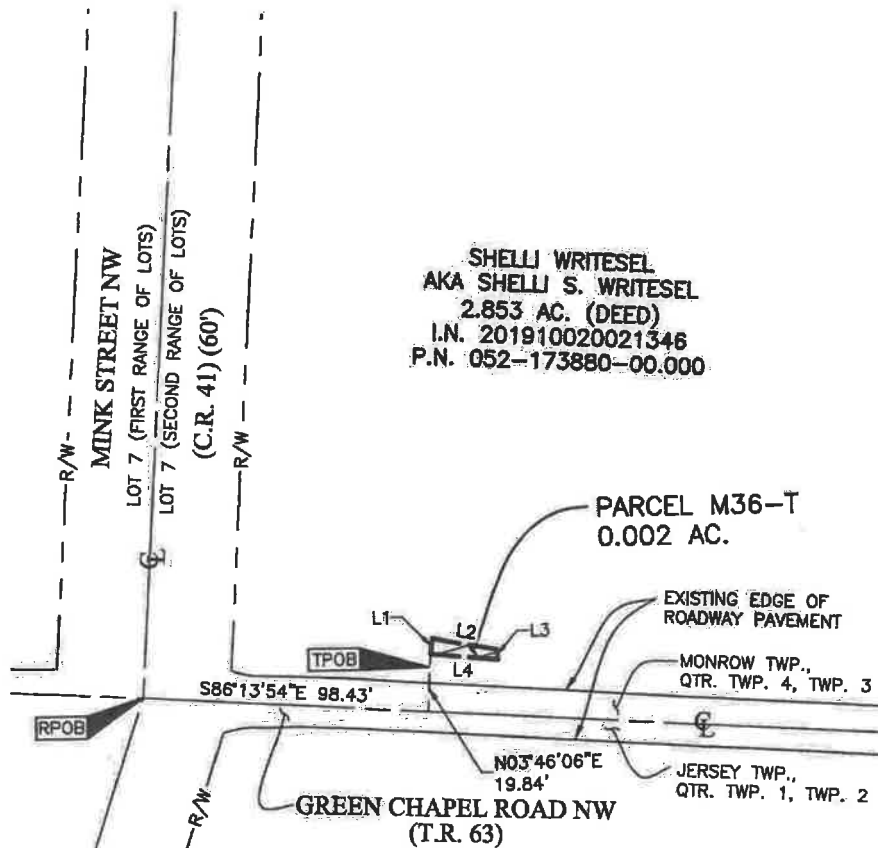 MINK STREET NW
LOT 7 (FIRST RANGE OF LOTS)
LOT 7 (SECOND RANGE OF LOTS)
(C.R. 41) (60')
R/W
R/W
CL
SHELLI WRITESEL
AKA SHELLI S. WRITESEL
2.853 AC. (DEED)
I.N. 201910020021346
P.N. 052-173880-00.000
PARCEL M36-T
0.002 AC.
L1
L2
L3
L4
TPOB
EXISTING EDGE OF
ROADWAY PAVEMENT
MONROW TWP.,
QTR. TWP. 4, TWP. 3
S86°13'54"E 98.43'
RPOB
CL
N03°46'06"E
19.84'
JERSEY TWP.,
QTR. TWP. 1, TWP. 2
R/W
GREEN CHAPEL ROAD NW
(T.R. 63)